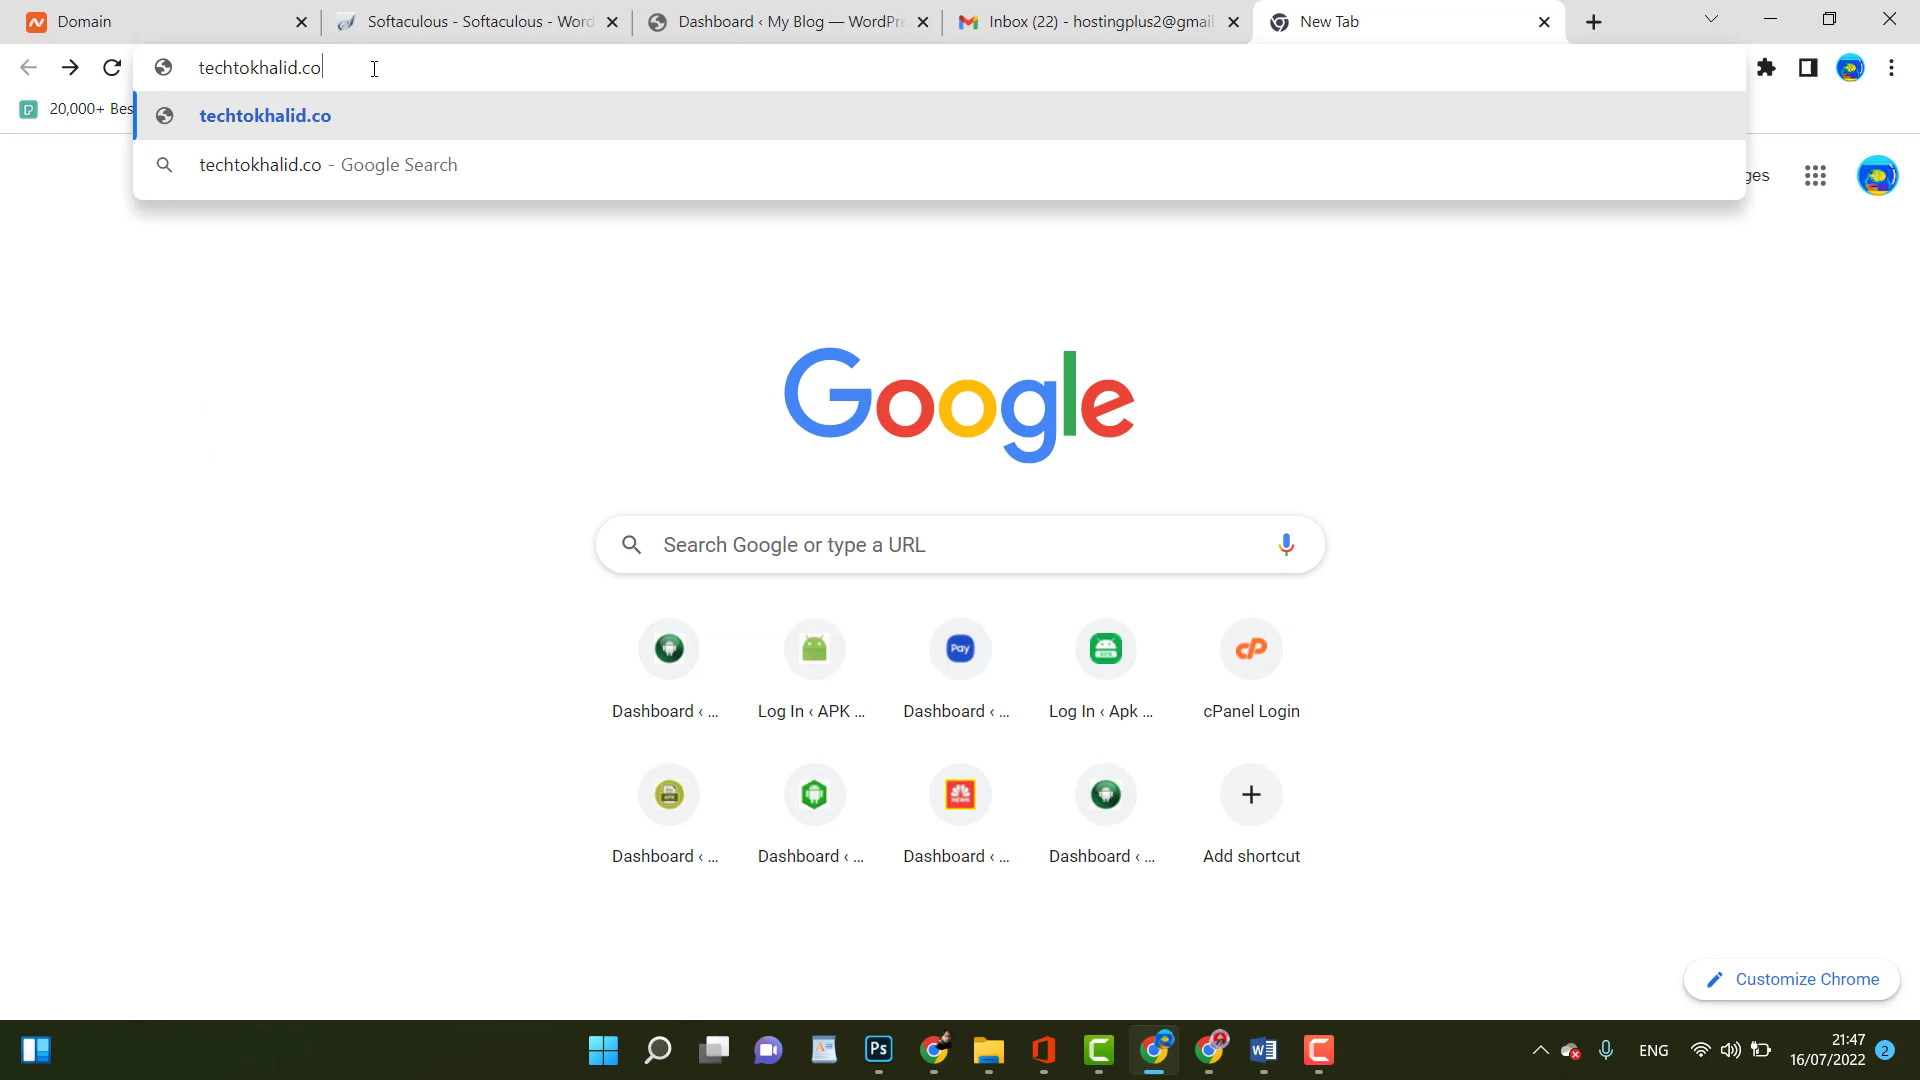 Domain
Softaculous - Softaculous - Word
Dashboard ‹ My Blog — WordPre
Inbox (22) - hostingplus2@gmail
New Tab
techtokhalid.co
20,000+ Bes
techtokhalid.co
techtokhalid.co - Google Search
ges
Google
Search Google or type a URL
Dashboard ‹ ...
Log In ‹ APK ...
Dashboard ‹ ...
Log In ‹ Apk ...
cPanel Login
Pay
cP
Dashboard ‹ ...
Dashboard ‹ ...
Dashboard ‹ ...
Dashboard ‹ ...
Add shortcut
NEWS
Customize Chrome
Ps
ENG
21:47
16/07/2022
2